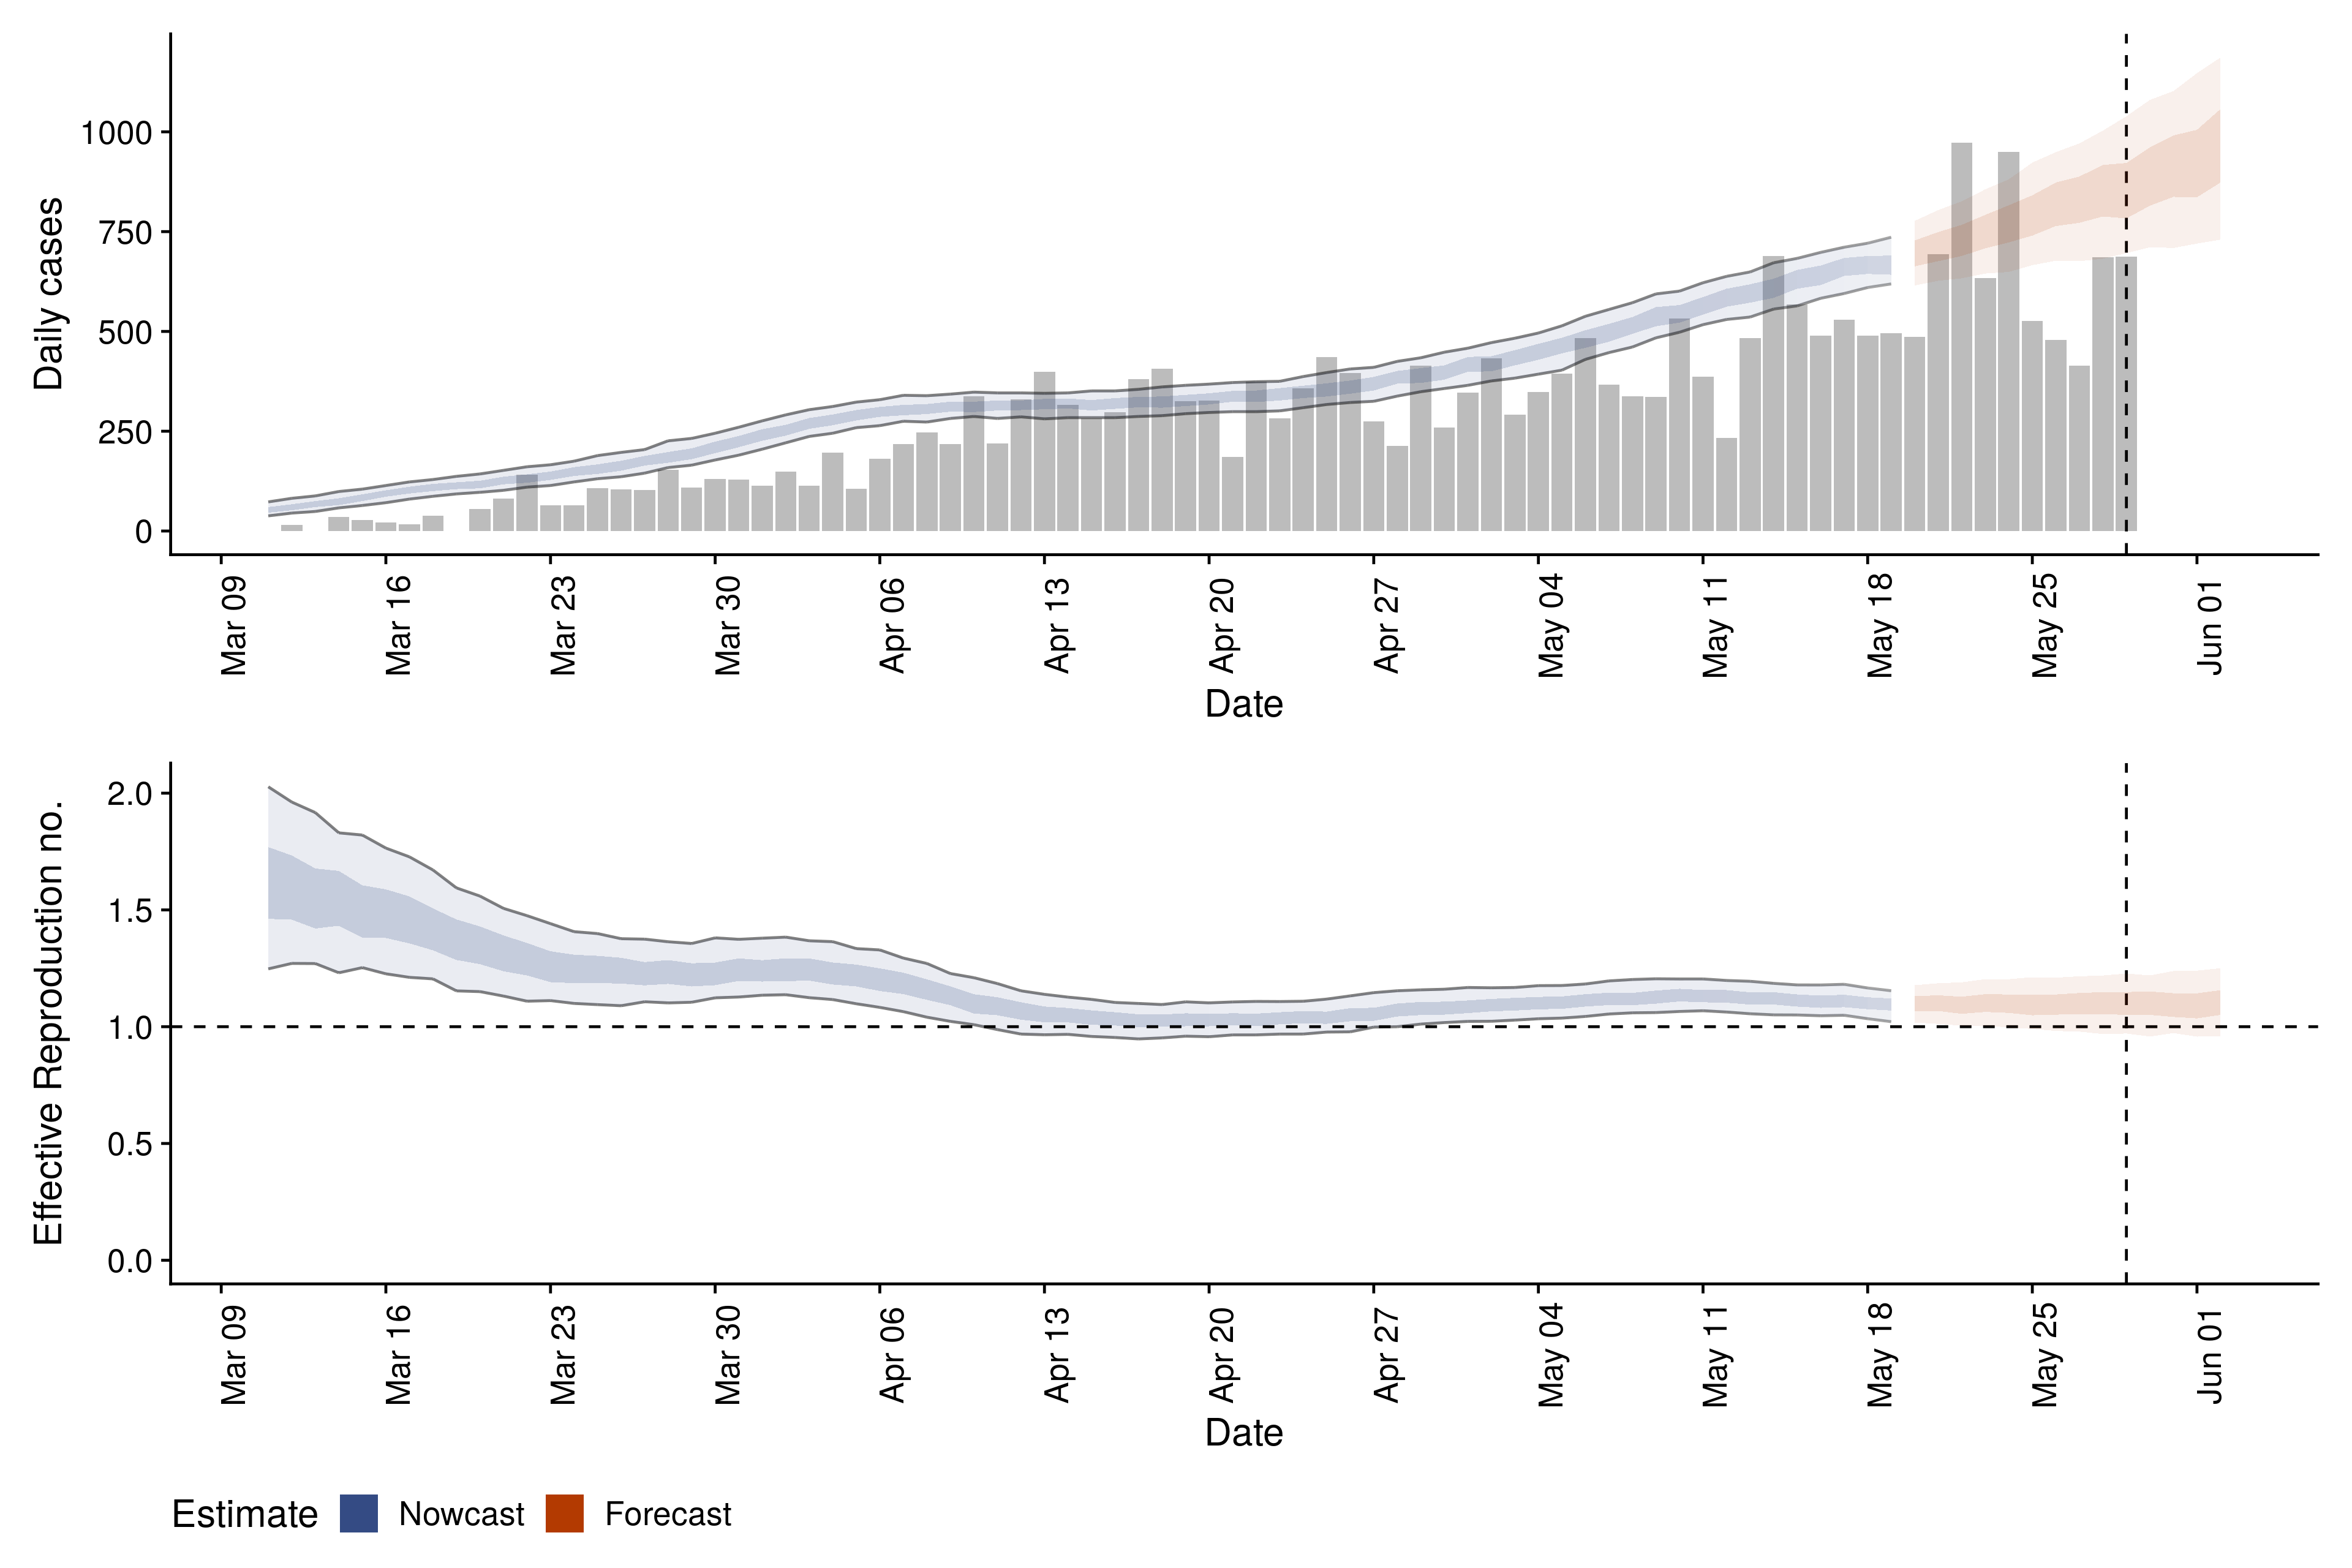 Daily cases
1000
750
500
250
0
Mar 09
Mar 16
Mar 23
Mar 30
Apr 06
Apr 13
Apr 20
Apr 27
May 04
May 11
May 18
May 25
Jun 01
Date
Effective Reproduction no.
2.0
1.5
1.0
0.5
0.0
Mar 09
Mar 16
Mar 23
Mar 30
Apr 06
Apr 13
Apr 20
Apr 27
May 04
May 11
May 18
May 25
Jun 01
Date
Estimate Nowcast Forecast